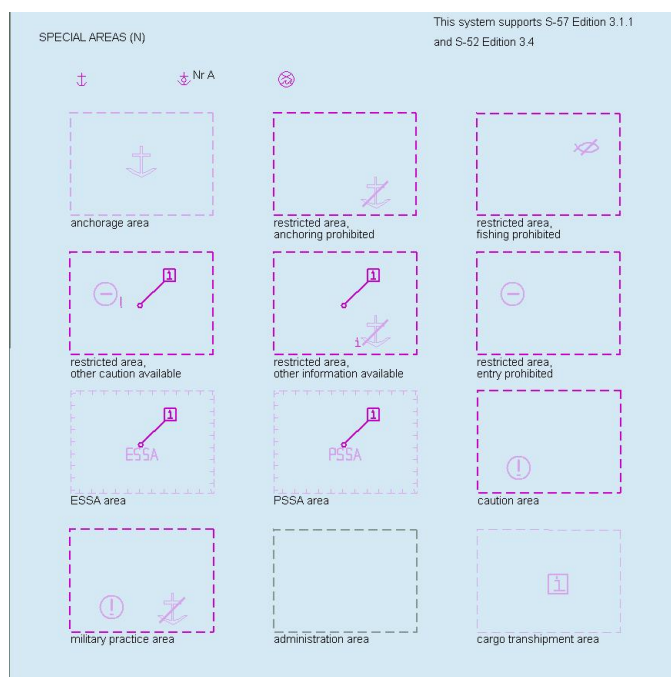 This system supports S-57 Edition 3.1.1
SPECIAL AREAS (N)
and S-52 Edition 3.4
Nr A
anchorage area
restricted area,
anchoring prohibited
restricted area,
fishing prohibited
1
i
restricted area,
other caution available
1
i
restricted area,
other information available
restricted area,
entry prohibited
i
ESSA
ESSA area
i
PSSA
PSSA area
!
caution area
!
military practice area
administration area
i
cargo transhipment area